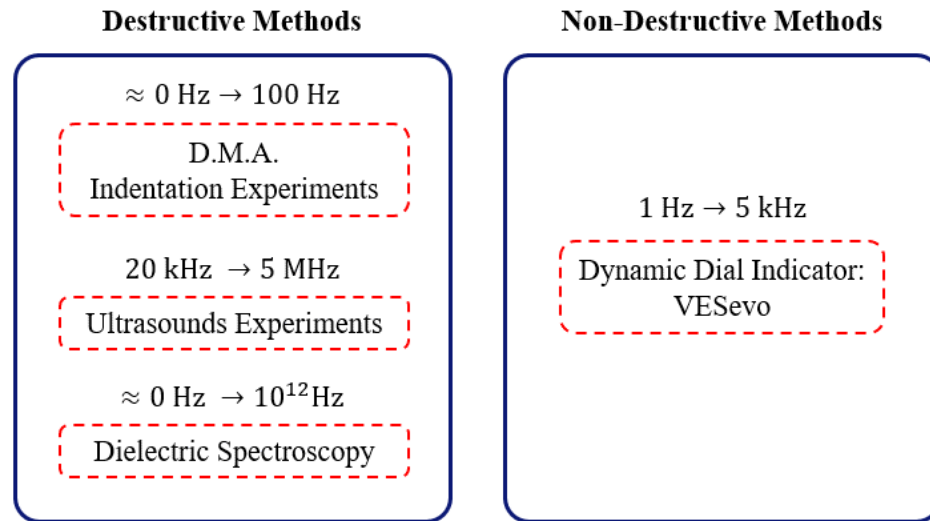 Destructive Methods
≈ 0 Hz → 100 Hz
D.M.A.
Indentation Experiments
20 kHz → 5 MHz
Ultrasounds Experiments
≈ 0 Hz → 10¹²Hz
Dielectric Spectroscopy
Non-Destructive Methods
1 Hz → 5 kHz
Dynamic Dial Indicator:
VESevo